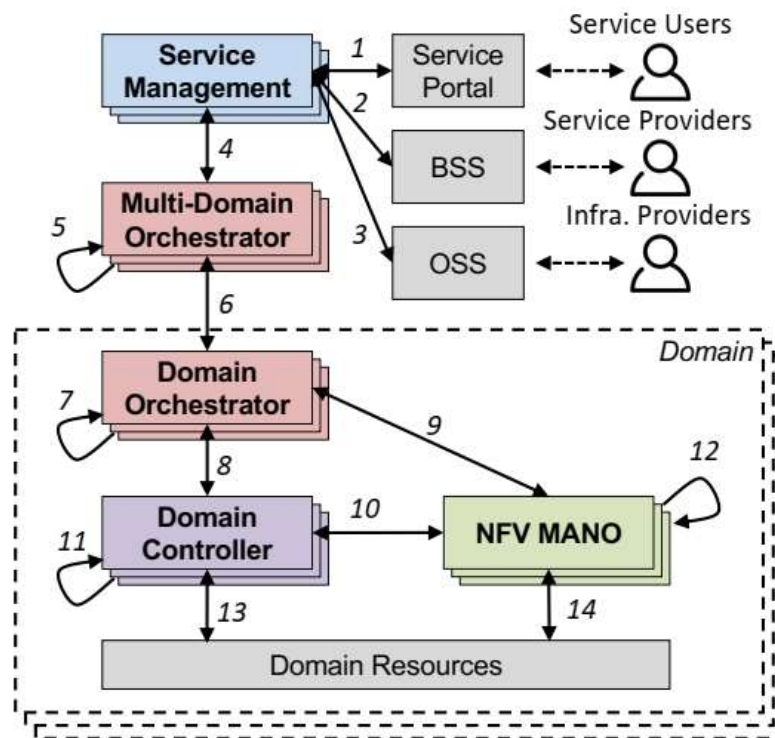 Service Users
1
Service
Management
Service
Portal
2
Service Providers
4
BSS
Multi-Domain
Orchestrator
5
3
Infra. Providers
OSS
6
Domain
Domain
Orchestrator
7
9
8
12
Domain
Controller
10
NFV MANO
11
13
14
Domain Resources